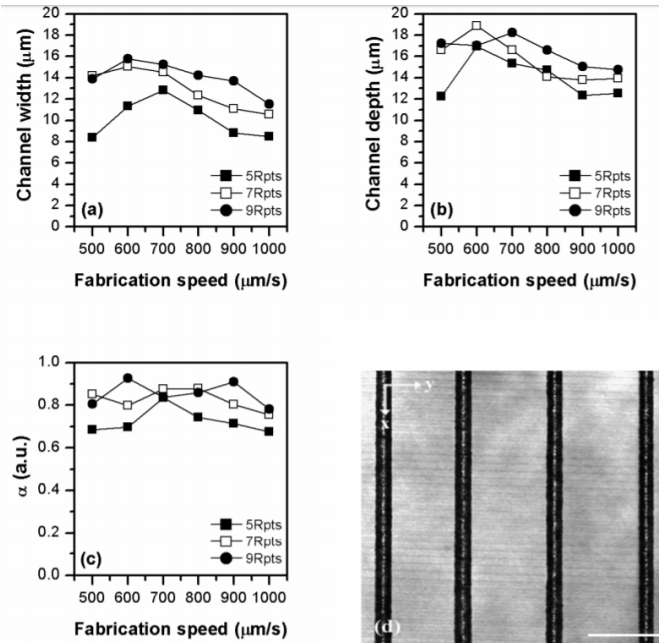 20
18
16
14
12
10
8
6
4
2
0
Channel width (μm)
(a)
5Rpts
7Rpts
9Rpts
500 600 700 800 900 1000
Fabrication speed (μm/s)
20
18
16
14
12
10
8
6
4
2
0
Channel depth (μm)
(b)
5Rpts
7Rpts
9Rpts
500 600 700 800 900 1000
Fabrication speed (μm/s)
1.0
0.8
0.6
0.4
0.2
0.0
α (a.u.)
(c)
5Rpts
7Rpts
9Rpts
500 600 700 800 900 1000
Fabrication speed (μm/s)
y
x
(d)